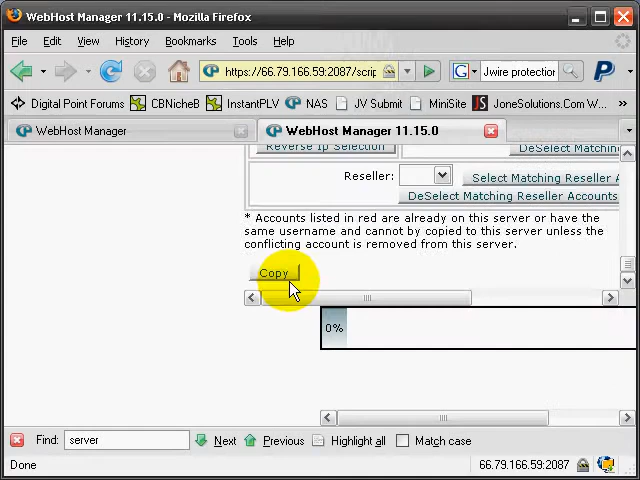 WebHost Manager 11.15.0 - Mozilla Firefox
File Edit View History Bookmarks Tools Help
https://66.79.166.59:2087/scrip
Jwire protection
Digital Point Forums CBNicheB InstantPLV NAS JV Submit MiniSite JoneSolutions.Com W... »
WebHost Manager WebHost Manager 11.15.0
Reverse Ip Selection DeSelect Matching
Reseller: Select Matching Reseller A
DeSelect Matching Reseller Accounts
* Accounts listed in red are already on this server or have the
same username and cannot by copied to this server unless the
conflicting account is removed from this server.
Copy
0%
Find: server Next Previous Highlight all Match case
Done 66.79.166.59:2087